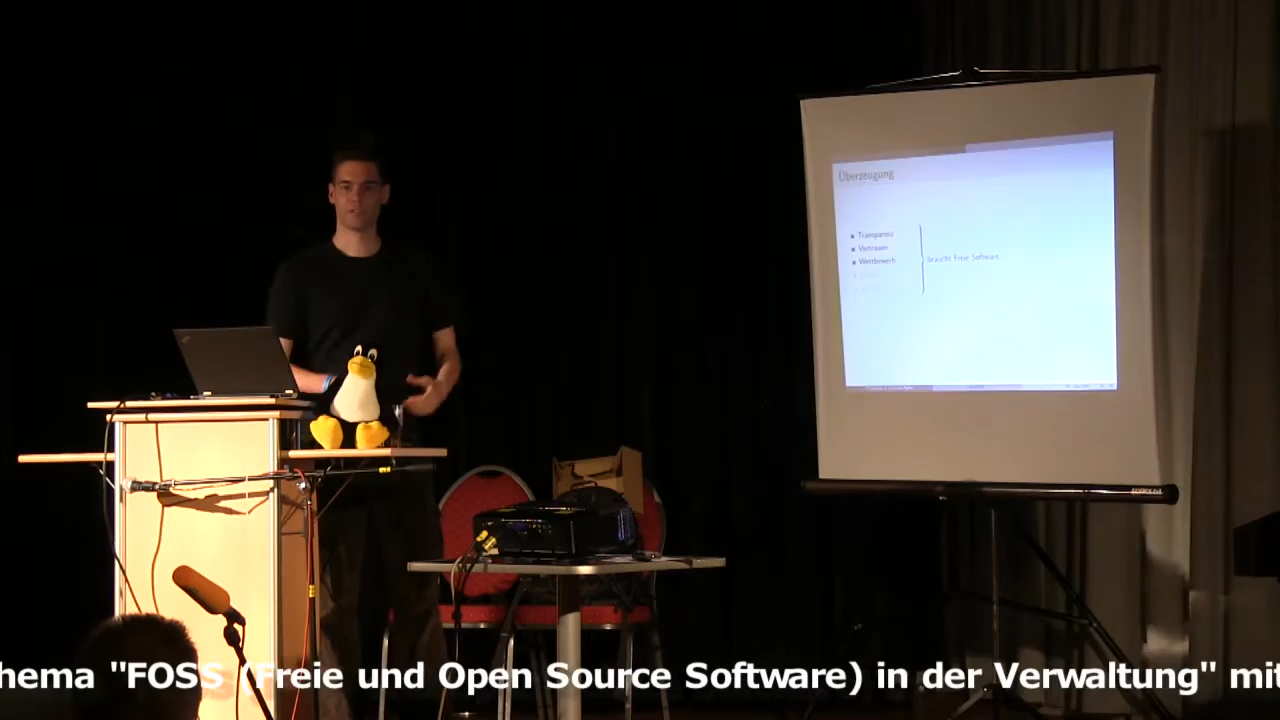 Überzeugung
Transparenz
Vertrauen
Wettbewerb
braucht Freie Software
hema "FOSS (Freie und Open Source Software) in der Verwaltung" mit